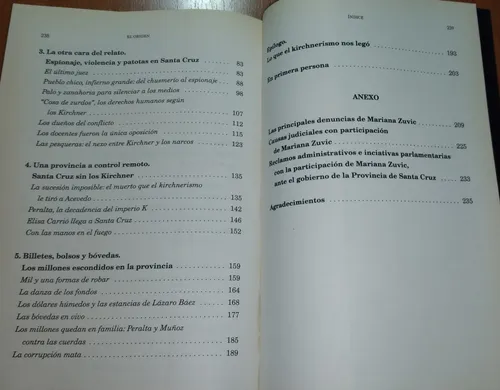 238 EL ORIGEN
3. La otra cara del relato.
Espionaje, violencia y patotas en Santa Cruz 83
El último juez 83
Pueblo chico, infierno grande: del chusmerío al espionaje 88
Palo y zanahoria para silenciar a los medios 98
"Cosa de zurdos", los derechos humanos según
los Kirchner 107
Los dueños del conflicto 112
Los docentes fueron la única oposición 115
Las pesqueras: el nexo entre Kirchner y los narcos 123
4. Una provincia a control remoto.
Santa Cruz sin los Kirchner 135
La sucesión imposible: el muerto que el kirchnerismo
le tiró a Acevedo 135
Peralta, la decadencia del imperio K 142
Elisa Carrió llega a Santa Cruz 146
Con las manos en el fuego 152
5. Billetes, bolsos y bóvedas.
Los millones escondidos en la provincia 159
Mil y una formas de robar 159
La danza de los fondos 164
Los dólares húmedos y las estancias de Lázaro Báez 168
Las bóvedas en vivo 177
Los millones quedan en familia: Peralta y Muñoz
contra las cuerdas 185
La corrupción mata 189
ÍNDICE
Epílogo.
Lo que el kirchnerismo nos legó 193
En primera persona 203
ANEXO
Las principales denuncias de Mariana Zuvic 209
Causas judiciales con participación
de Mariana Zuvic 225
Reclamos administrativos e inciativas parlamentarias
con la participación de Mariana Zuvic,
ante el gobierno de la Provincia de Santa Cruz 233
Agradecimientos 235